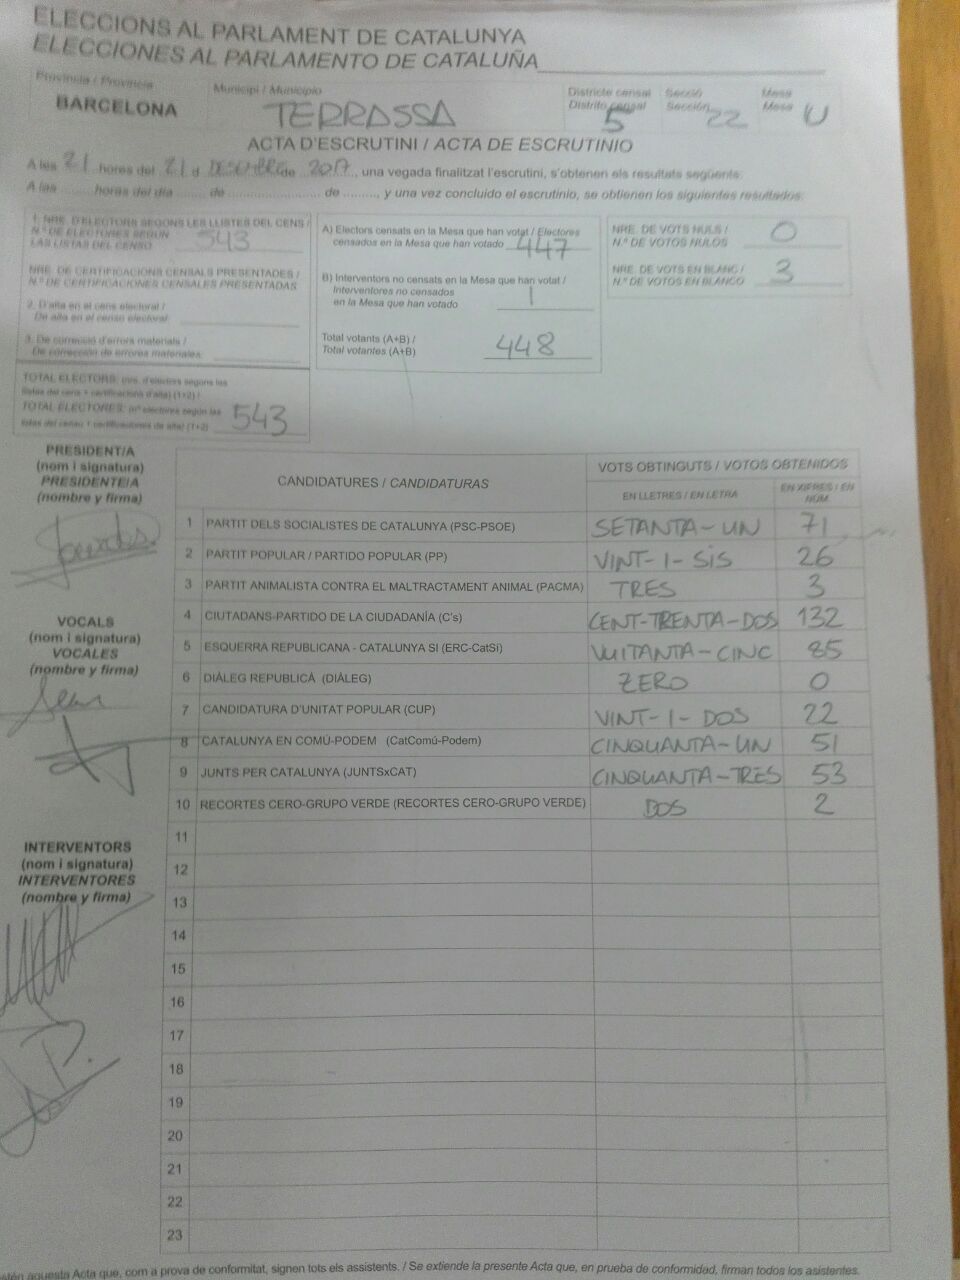 ELECCIONS AL PARLAMENT DE CATALUNYA
ELECCIONES AL PARLAMENTO DE CATALUÑA
Província / Provincia
BARCELONA
Municipi / Municipio
TERRASSA
Districte censal
Distrito censal
5
Secció
Sección
22
Mesa
Mesa
U
ACTA D'ESCRUTINI / ACTA DE ESCRUTINIO
A les 21 hores del 21 d DESEMBRE de 2017, una vegada finalitzat l'escrutini, s'obtenen els resultats següents:
A las ........ horas del día ........ de ........ de ........, y una vez concluido el escrutinio, se obtienen los siguientes resultados:
1. NRE. D'ELECTORS SEGONS LES LLISTES DEL CENS /
N.º DE ELECTORES SEGÚN
LAS LISTAS DEL CENSO
543
NRE. DE CERTIFICACIONS CENSALS PRESENTADES /
N.º DE CERTIFICACIONES CENSALES PRESENTADAS
2. D'alta en el cens electoral /
De alta en el censo electoral:
3. De correcció d'errors materials /
De corrección de errores materiales:
TOTAL ELECTORS: (nre. d'electors segons les
llistes del cens + certificacions d'alta) (1+2) /
TOTAL ELECTORES: (nº electores según las
listas del censo + certificaciones de alta) (1+2)
543
A) Electors censats en la Mesa que han votat / Electores
censados en la Mesa que han votado
447
B) Interventors no censats en la Mesa que han votat /
Interventores no censados
en la Mesa que han votado
1
Total votants (A+B) /
Total votantes (A+B)
448
NRE. DE VOTS NULS /
N.º DE VOTOS NULOS
0
NRE. DE VOTS EN BLANC /
N.º DE VOTOS EN BLANCO
3
PRESIDENT/A
(nom i signatura)
PRESIDENTE/A
(nombre y firma)
VOCALS
(nom i signatura)
VOCALES
(nombre y firma)
INTERVENTORS
(nom i signatura)
INTERVENTORES
(nombre y firma)
CANDIDATURES / CANDIDATURAS
VOTS OBTINGUTS / VOTOS OBTENIDOS
EN LLETRES / EN LETRA
EN XIFRES / EN NÚM.
1 PARTIT DELS SOCIALISTES DE CATALUNYA (PSC-PSOE) SETANTA-UN 71
2 PARTIT POPULAR / PARTIDO POPULAR (PP) VINT-I-SIS 26
3 PARTIT ANIMALISTA CONTRA EL MALTRACTAMENT ANIMAL (PACMA) TRES 3
4 CIUTADANS-PARTIDO DE LA CIUDADANÍA (C's) CENT-TRENTA-DOS 132
5 ESQUERRA REPUBLICANA - CATALUNYA SI (ERC-CatSí) VUITANTA-CINC 85
6 DIÀLEG REPUBLICÀ (DIÀLEG) ZERO 0
7 CANDIDATURA D'UNITAT POPULAR (CUP) VINT-I-DOS 22
8 CATALUNYA EN COMÚ-PODEM (CatComú-Podem) CINQUANTA-UN 51
9 JUNTS PER CATALUNYA (JUNTSxCAT) CINQUANTA-TRES 53
10 RECORTES CERO-GRUPO VERDE (RECORTES CERO-GRUPO VERDE) DOS 2
11
12
13
14
15
16
17
18
19
20
21
22
23
aquesta Acta que, com a prova de conformitat, signen tots els assistents. / Se extiende la presente Acta que, en prueba de conformidad, firman todos los asistentes.